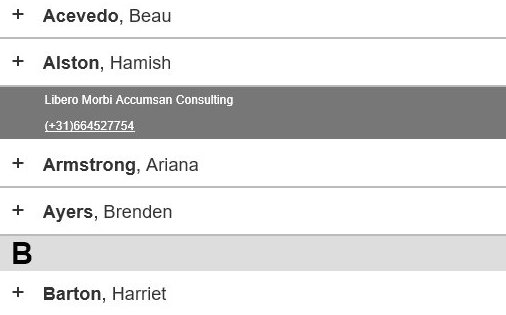 + Acevedo, Beau
+ Alston, Hamish
Libero Morbi Accumsan Consulting
(+31)664527754
+ Armstrong, Ariana
+ Ayers, Brenden
B
+ Barton, Harriet